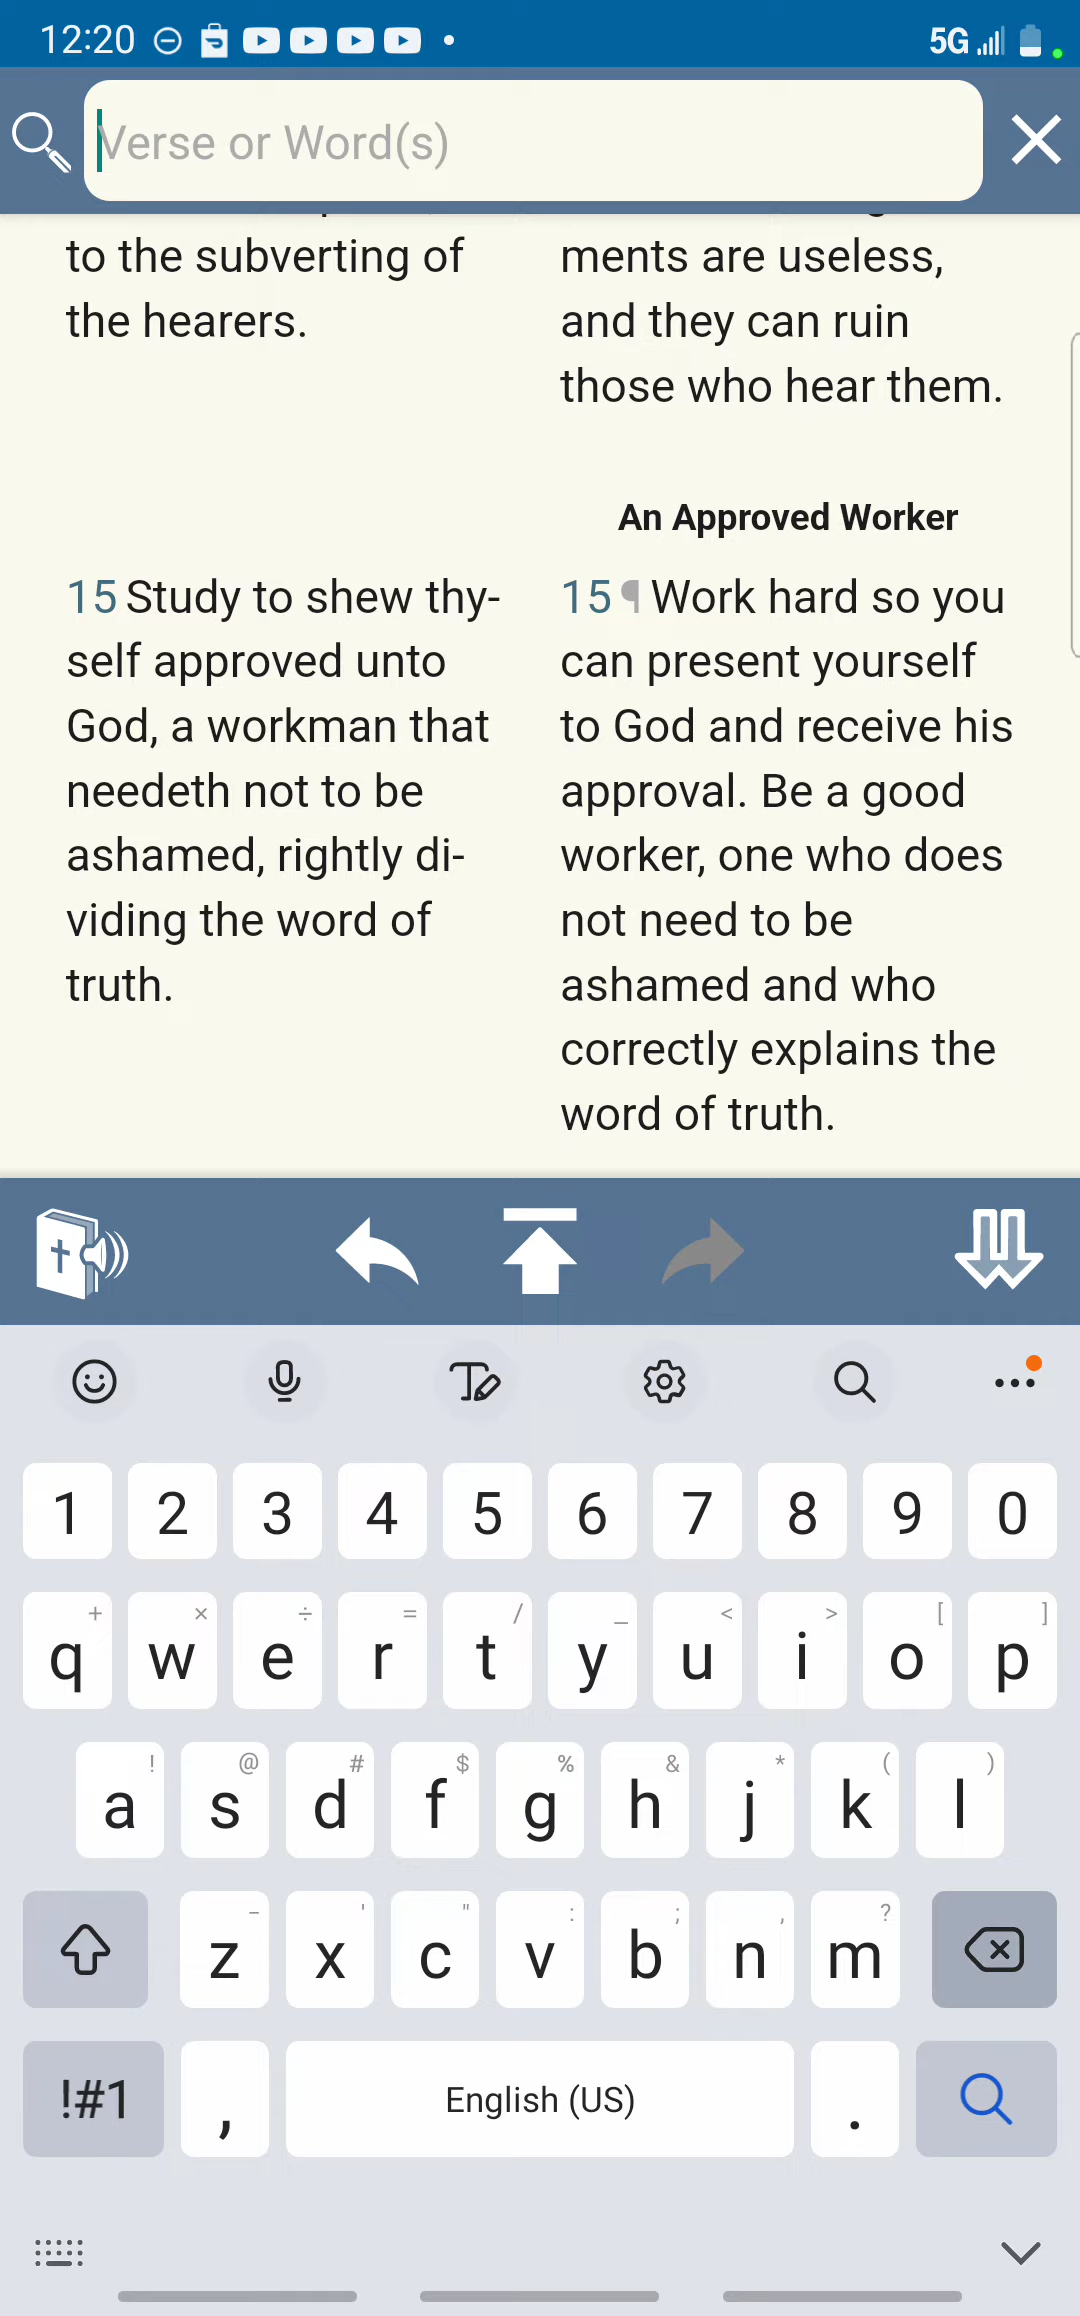 12:20
5G
Verse or Word(s)
to the subverting of
the hearers.
ments are useless,
and they can ruin
those who hear them.
An Approved Worker
15 Study to shew thy-
self approved unto
God, a workman that
needeth not to be
ashamed, rightly di-
viding the word of
truth.
15 ¶ Work hard so you
can present yourself
to God and receive his
approval. Be a good
worker, one who does
not need to be
ashamed and who
correctly explains the
word of truth.
1 2 3 4 5 6 7 8 9 0
+ × ÷ = / _ < > [ ]
q w e r t y u i o p
! @ # $ % & * ( )
a s d f g h j k l
- ' " : ; , ?
z x c v b n m
!#1 , English (US) .